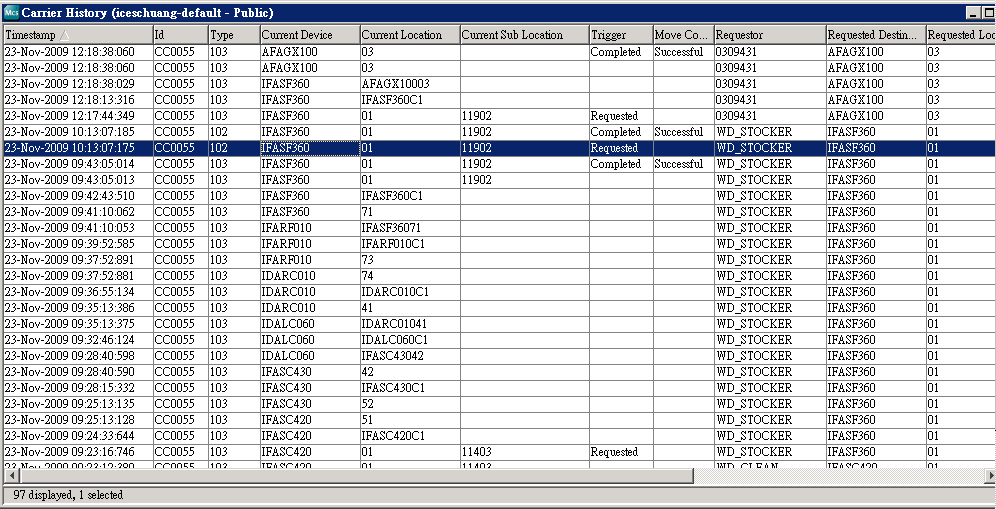 Mcs Carrier History (iceschuang-default - Public)
Timestamp Id Type Current Device Current Location Current Sub Location Trigger Move Co... Requestor Requested Destin... Requested Loc
23-Nov-2009 12:18:38:060 CC0055 103 AFAGX100 03 Completed Successful 0309431 AFAGX100 03
23-Nov-2009 12:18:38:060 CC0055 103 AFAGX100 03 0309431 AFAGX100 03
23-Nov-2009 12:18:38:029 CC0055 103 IFASF360 AFAGX10003 0309431 AFAGX100 03
23-Nov-2009 12:18:13:316 CC0055 103 IFASF360 IFASF360C1 0309431 AFAGX100 03
23-Nov-2009 12:17:44:349 CC0055 103 IFASF360 01 11902 Requested 0309431 AFAGX100 03
23-Nov-2009 10:13:07:185 CC0055 102 IFASF360 01 11902 Completed Successful WD_STOCKER IFASF360 01
23-Nov-2009 10:13:07:175 CC0055 102 IFASF360 01 11902 Requested WD_STOCKER IFASF360 01
23-Nov-2009 09:43:05:014 CC0055 103 IFASF360 01 11902 Completed Successful WD_STOCKER IFASF360 01
23-Nov-2009 09:43:05:013 CC0055 103 IFASF360 01 11902 WD_STOCKER IFASF360 01
23-Nov-2009 09:42:43:510 CC0055 103 IFASF360 IFASF360C1 WD_STOCKER IFASF360 01
23-Nov-2009 09:41:10:062 CC0055 103 IFASF360 71 WD_STOCKER IFASF360 01
23-Nov-2009 09:41:10:053 CC0055 103 IFARF010 IFASF36071 WD_STOCKER IFASF360 01
23-Nov-2009 09:39:52:585 CC0055 103 IFARF010 IFARF010C1 WD_STOCKER IFASF360 01
23-Nov-2009 09:37:52:891 CC0055 103 IFARF010 73 WD_STOCKER IFASF360 01
23-Nov-2009 09:37:52:881 CC0055 103 IDARC010 74 WD_STOCKER IFASF360 01
23-Nov-2009 09:36:55:134 CC0055 103 IDARC010 IDARC010C1 WD_STOCKER IFASF360 01
23-Nov-2009 09:35:13:386 CC0055 103 IDARC010 41 WD_STOCKER IFASF360 01
23-Nov-2009 09:35:13:375 CC0055 103 IDALC060 IDARC01041 WD_STOCKER IFASF360 01
23-Nov-2009 09:32:46:124 CC0055 103 IDALC060 IDALC060C1 WD_STOCKER IFASF360 01
23-Nov-2009 09:28:40:598 CC0055 103 IDALC060 IFASC43042 WD_STOCKER IFASF360 01
23-Nov-2009 09:28:40:590 CC0055 103 IFASC430 42 WD_STOCKER IFASF360 01
23-Nov-2009 09:28:15:332 CC0055 103 IFASC430 IFASC430C1 WD_STOCKER IFASF360 01
23-Nov-2009 09:25:13:135 CC0055 103 IFASC430 52 WD_STOCKER IFASF360 01
23-Nov-2009 09:25:13:128 CC0055 103 IFASC420 51 WD_STOCKER IFASF360 01
23-Nov-2009 09:24:33:644 CC0055 103 IFASC420 IFASC420C1 WD_STOCKER IFASF360 01
23-Nov-2009 09:23:16:746 CC0055 103 IFASC420 01 11403 Requested WD_STOCKER IFASF360 01
23-Nov-2009 09:23:12:380 CC0055 103 IFASC420 01 11403 WD_CLEAN IFASC420 01
97 displayed, 1 selected